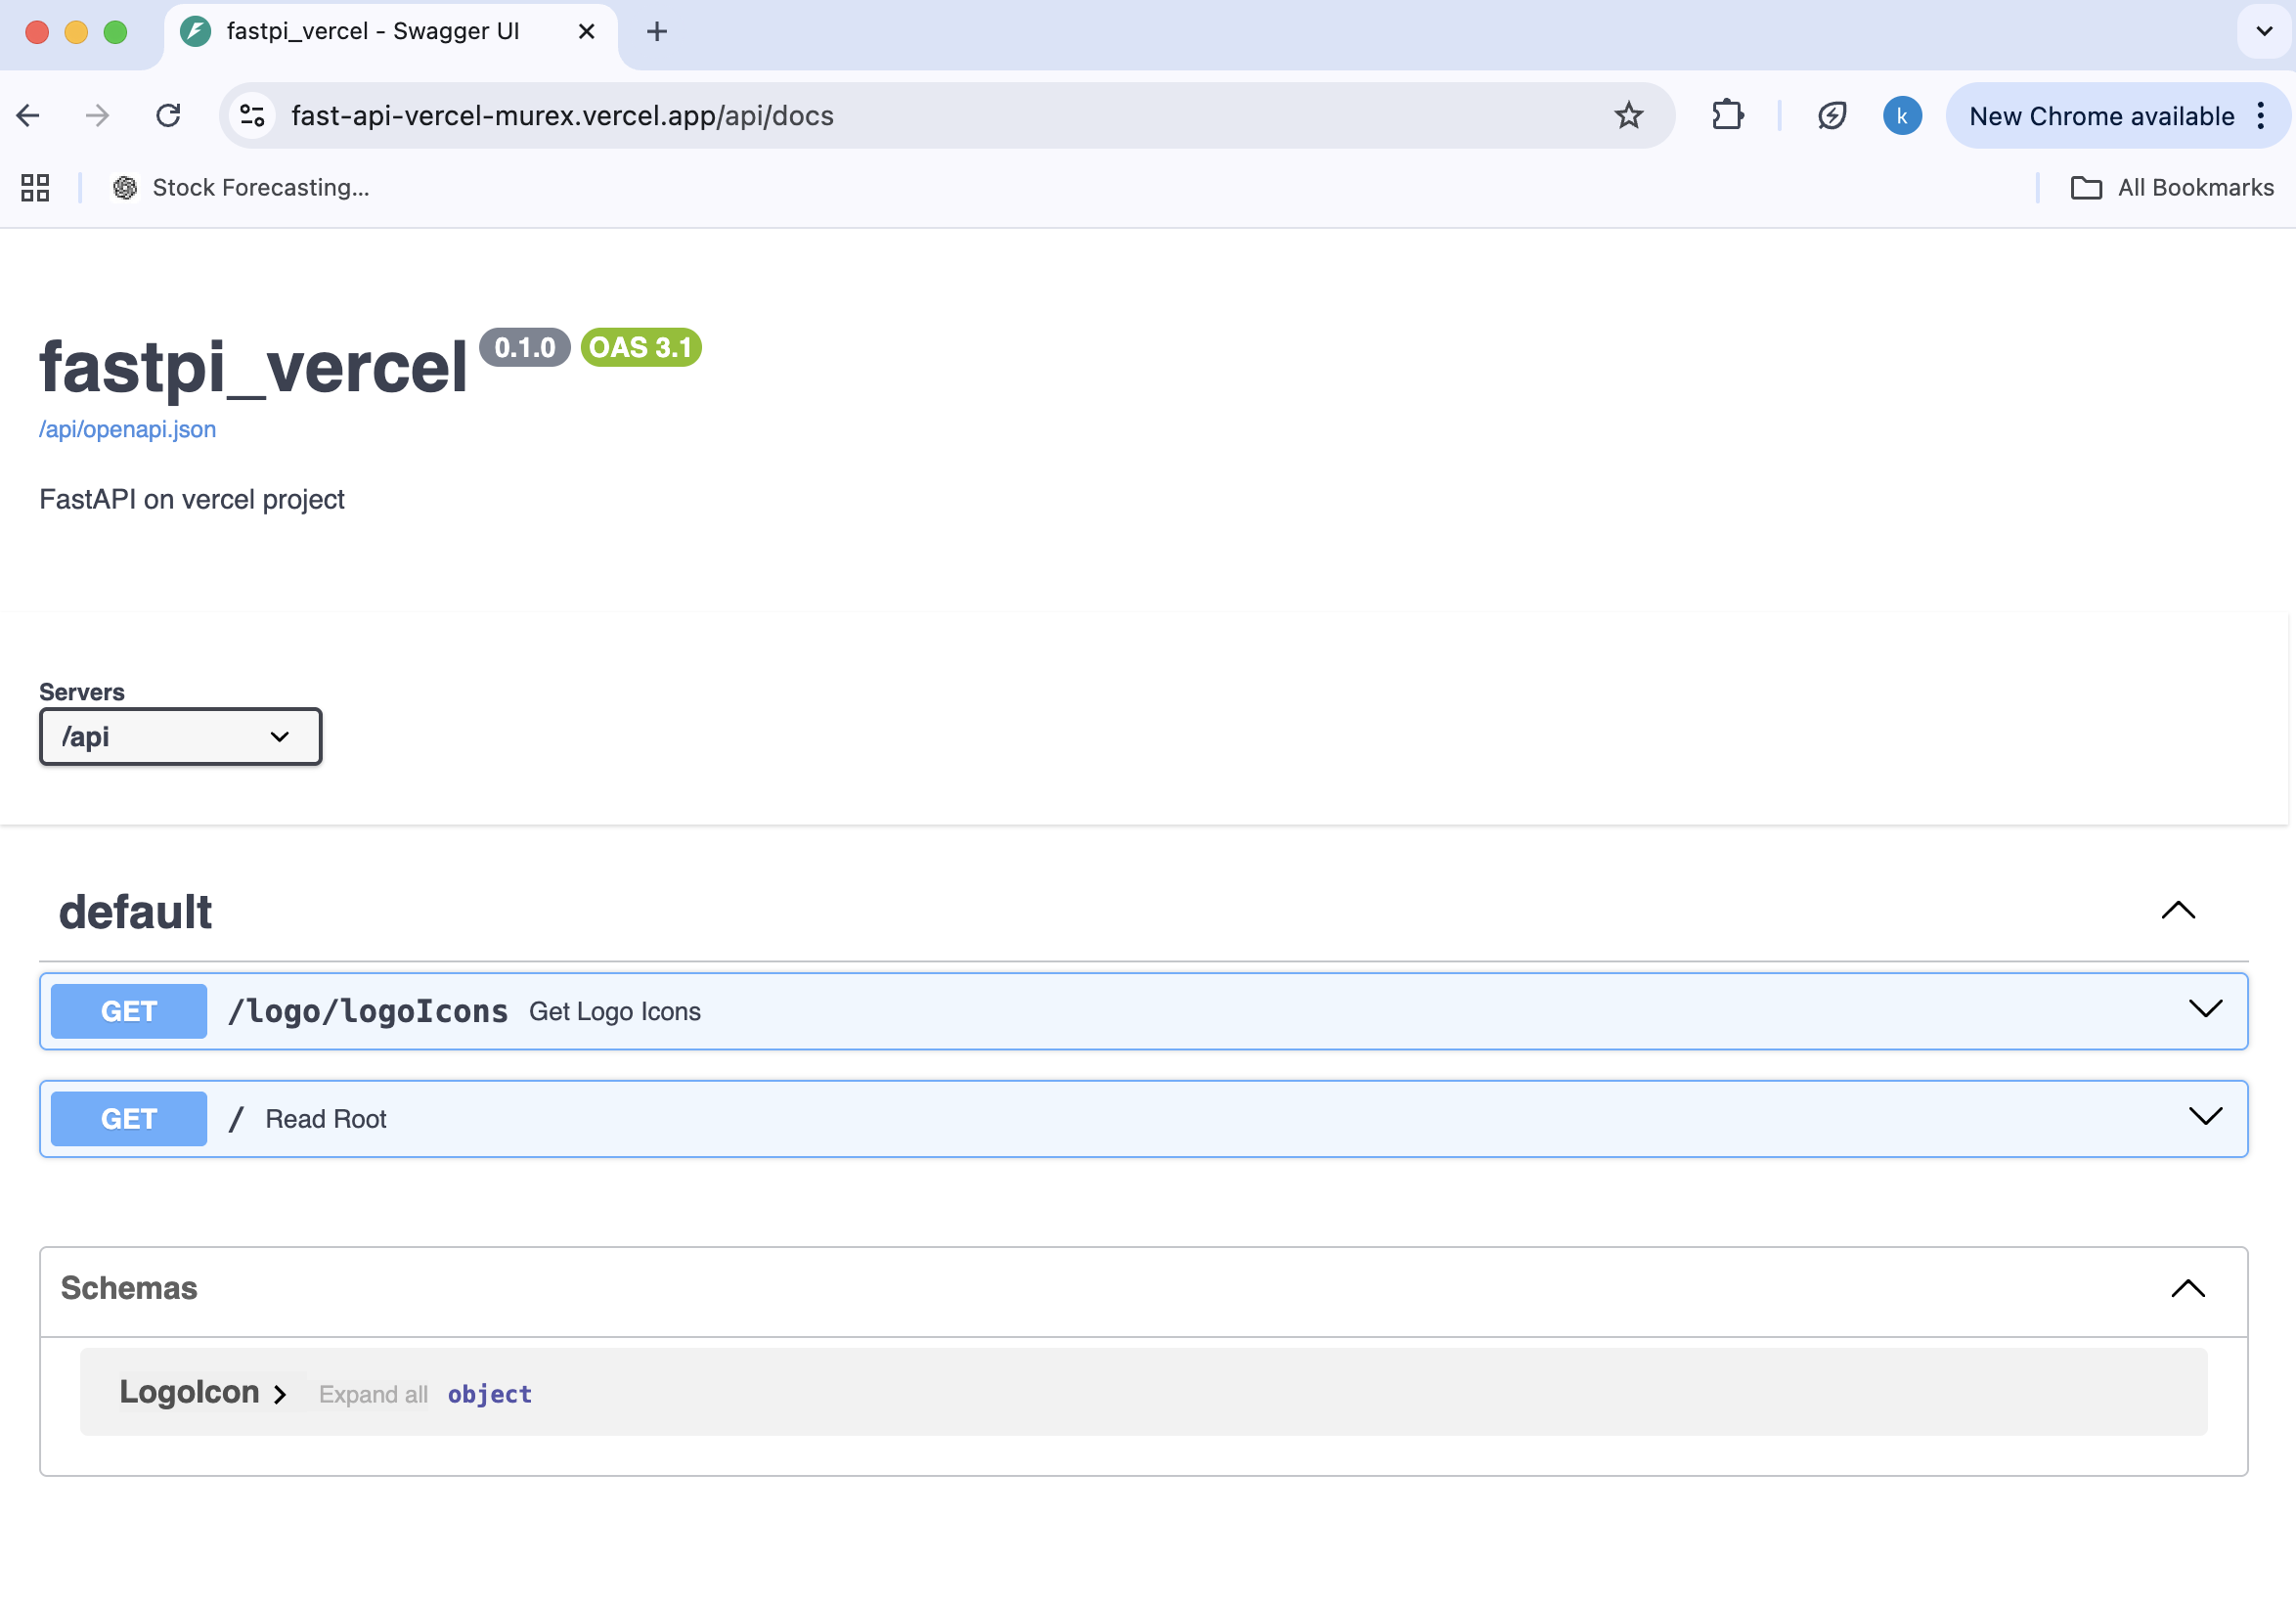 fastpi_vercel - Swagger UI
fast-api-vercel-murex.vercel.app/api/docs
k
New Chrome available
Stock Forecasting...
All Bookmarks
fastpi_vercel 0.1.0 OAS 3.1
/api/openapi.json
FastAPI on vercel project
Servers
/api
default
GET /logo/logoIcons Get Logo Icons
GET / Read Root
Schemas
LogoIcon Expand all object